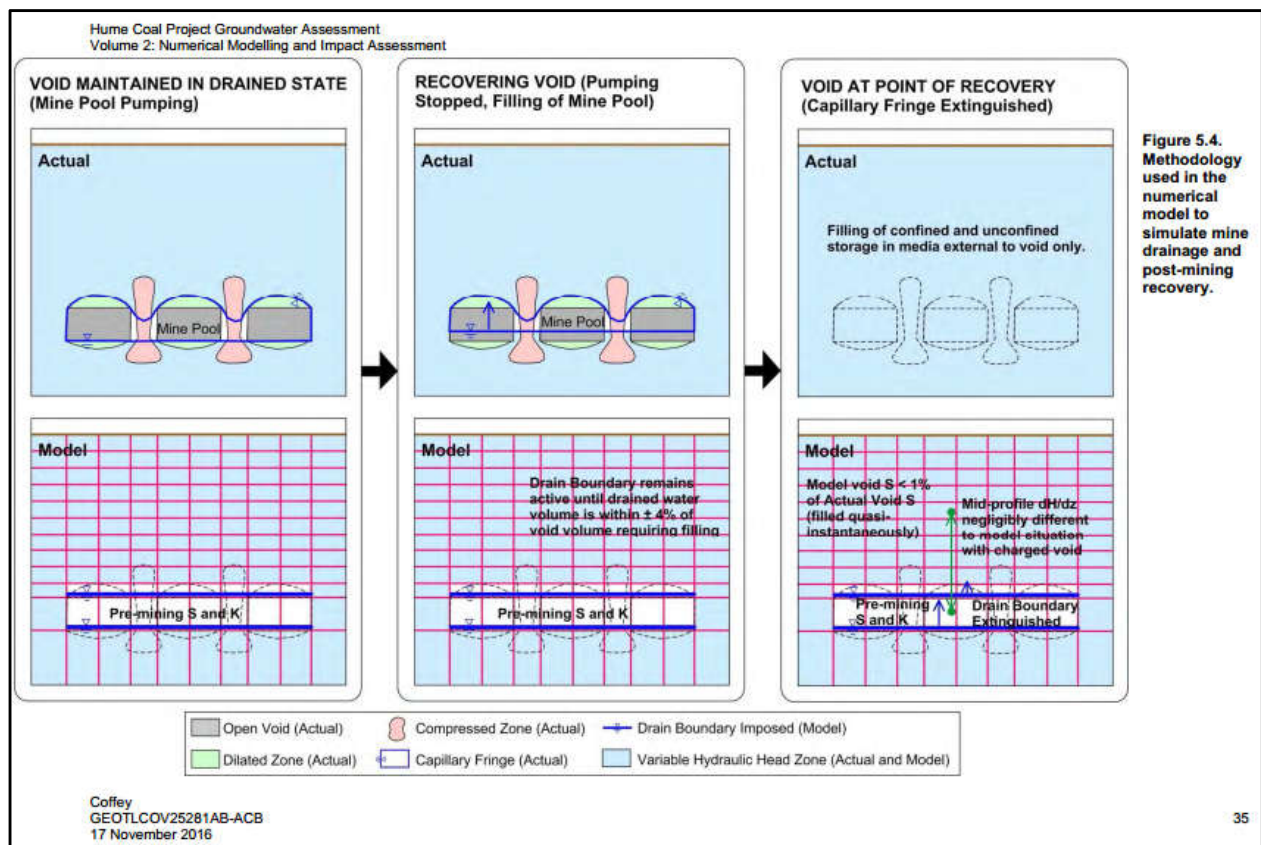 Hume Coal Project Groundwater Assessment
Volume 2: Numerical Modelling and Impact Assessment
VOID MAINTAINED IN DRAINED STATE
(Mine Pool Pumping)
Actual
Mine Pool
Model
Pre-mining S and K
RECOVERING VOID (Pumping
Stopped, Filling of Mine Pool)
Actual
Mine Pool
Model
Drain Boundary remains
active until drained water
volume is within ± 4% of
void volume requiring filling
Pre-mining S and K
VOID AT POINT OF RECOVERY
(Capillary Fringe Extinguished)
Actual
Filling of confined and unconfined
storage in media external to void only.
Model
Model void S < 1%
of Actual Void S
(filled quasi-
instantaneously)
Mid-profile dH/dz
negligibly different
to model situation
with charged void
Pre-mining
S and K
Drain Boundary
Extinguished
Figure 5.4.
Methodology
used in the
numerical
model to
simulate mine
drainage and
post-mining
recovery.
Open Void (Actual)
Compressed Zone (Actual)
Drain Boundary Imposed (Model)
Dilated Zone (Actual)
Capillary Fringe (Actual)
Variable Hydraulic Head Zone (Actual and Model)
Coffey
GEOTLCOV25281AB-ACB
17 November 2016
35